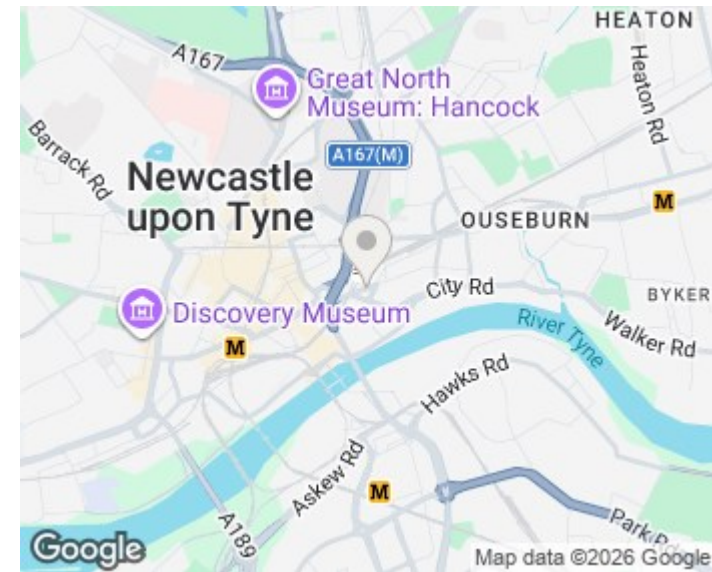 HEATON
A167
Great North
Museum: Hancock
Heaton Rd
Barrack Rd
A167(M)
Newcastle
upon Tyne
M
OUSEBURN
City Rd
BYKER
Discovery Museum
River Tyne
Walker Rd
M
Hawks Rd
Askew Rd
M
A189
Google
Map data ©2026 Google